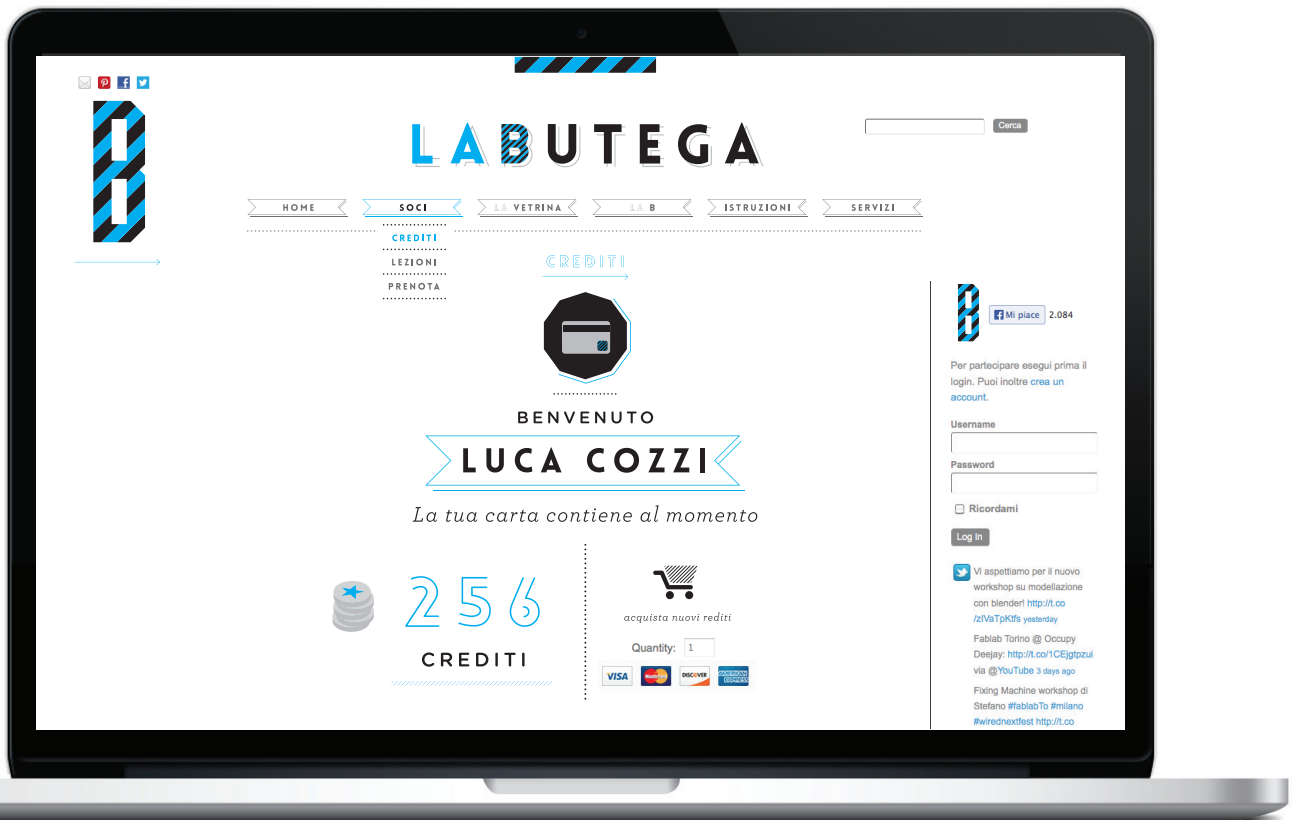 LABUTEGA
Cerca
HOME
SOCI
LA VETRINA
LA B
ISTRUZIONI
SERVIZI
CREDITI
LEZIONI
PRENOTA
CREDITI
BENVENUTO
LUCA COZZI
La tua carta contiene al momento
256
CREDITI
acquista nuovi rediti
Quantity: 1
VISA
MasterCard
DISCOVER
AMERICAN EXPRESS
B
Mi piace 2.084
Per partecipare esegui prima il
login. Puoi inoltre crea un
account.
Username
Password
Ricordami
Log In
Vi aspettiamo per il nuovo
workshop su modellazione
con blender! http://t.co
/zIVaTpKtfs yesterday
Fablab Torino @ Occupy
Deejay: http://t.co/1CEjgtpzui
via @YouTube 3 days ago
Fixing Machine workshop di
Stefano #fablabTo #milano
#wirednextfest http://t.co